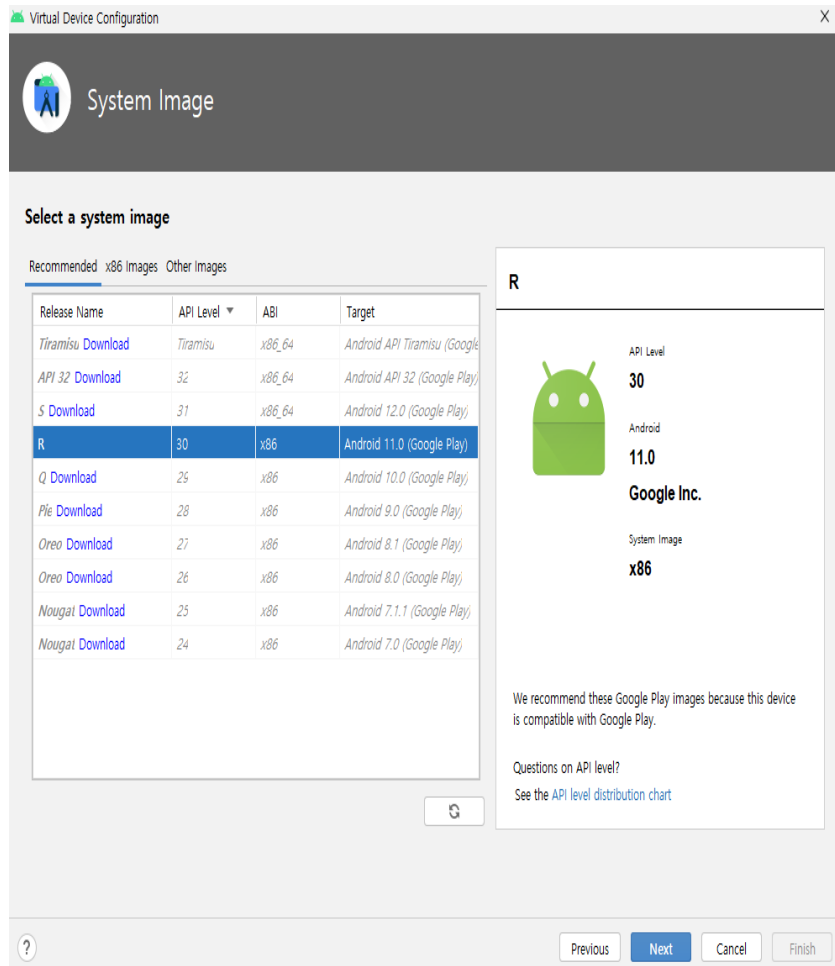 Virtual Device Configuration
X
System Image
Select a system image
Recommended x86 Images Other Images
Release Name API Level ABI Target
Tiramisu Download Tiramisu x86_64 Android API Tiramisu (Google
API 32 Download 32 x86_64 Android API 32 (Google Play)
S Download 31 x86_64 Android 12.0 (Google Play)
R 30 x86 Android 11.0 (Google Play)
Q Download 29 x86 Android 10.0 (Google Play)
Pie Download 28 x86 Android 9.0 (Google Play)
Oreo Download 27 x86 Android 8.1 (Google Play)
Oreo Download 26 x86 Android 8.0 (Google Play)
Nougat Download 25 x86 Android 7.1.1 (Google Play)
Nougat Download 24 x86 Android 7.0 (Google Play)
R
API Level
30
Android
11.0
Google Inc.
System Image
x86
We recommend these Google Play images because this device
is compatible with Google Play.
Questions on API level?
See the API level distribution chart
? Previous Next Cancel Finish